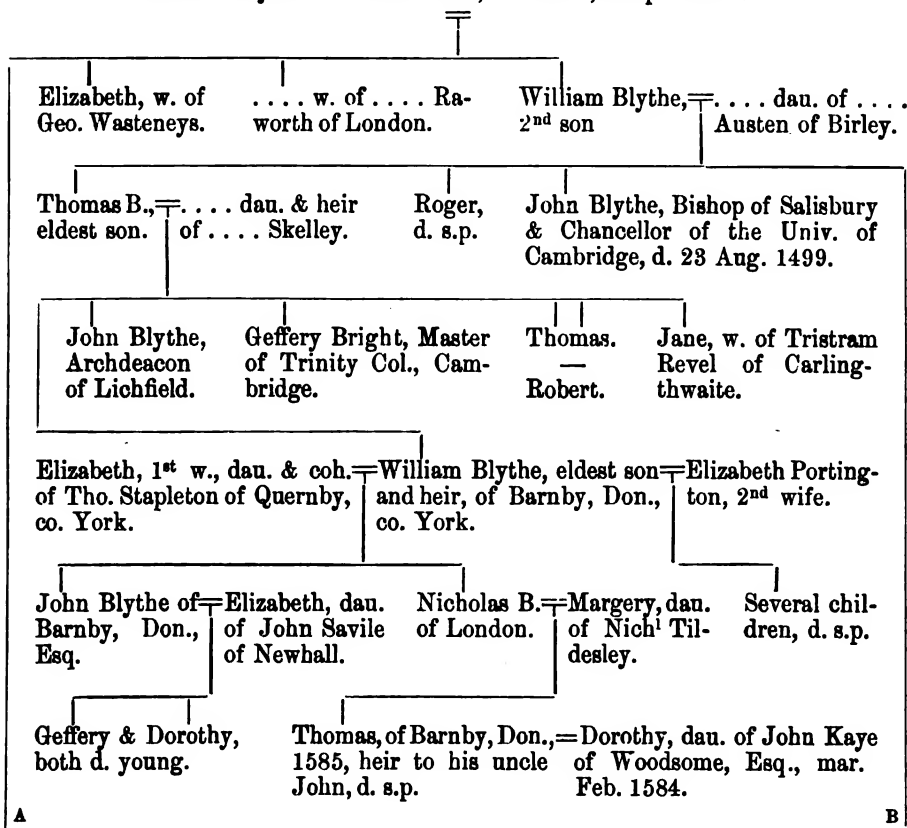 Elizabeth, w. of
Geo. Wasteneys.
. . . . w. of . . . . Ra-
worth of London.
William Blythe,
2nd son
. . . . dau. of . . . .
Austen of Birley.
Thomas B.,
eldest son.
. . . . dau. & heir
of . . . . Skelley.
Roger,
d. s.p.
John Blythe, Bishop of Salisbury
& Chancellor of the Univ. of
Cambridge, d. 23 Aug. 1499.
John Blythe,
Archdeacon
of Lichfield.
Geffery Bright, Master
of Trinity Col., Cam-
bridge.
Thomas.
—
Robert.
Jane, w. of Tristram
Revel of Carling-
thwaite.
Elizabeth, 1st w., dau. & coh.
of Tho. Stapleton of Quernby,
co. York.
William Blythe, eldest son
and heir, of Barnby, Don.,
co. York.
Elizabeth Porting-
ton, 2nd wife.
John Blythe of
Barnby, Don.,
Esq.
Elizabeth, dau.
of John Savile
of Newhall.
Nicholas B.
of London.
Margery, dau.
of Nichl Til-
desley.
Several chil-
dren, d. s.p.
Geffery & Dorothy,
both d. young.
Thomas, of Barnby, Don.,=
1585, heir to his uncle
John, d. s.p.
Dorothy, dau. of John Kaye
of Woodsome, Esq., mar.
Feb. 1584.
A
B